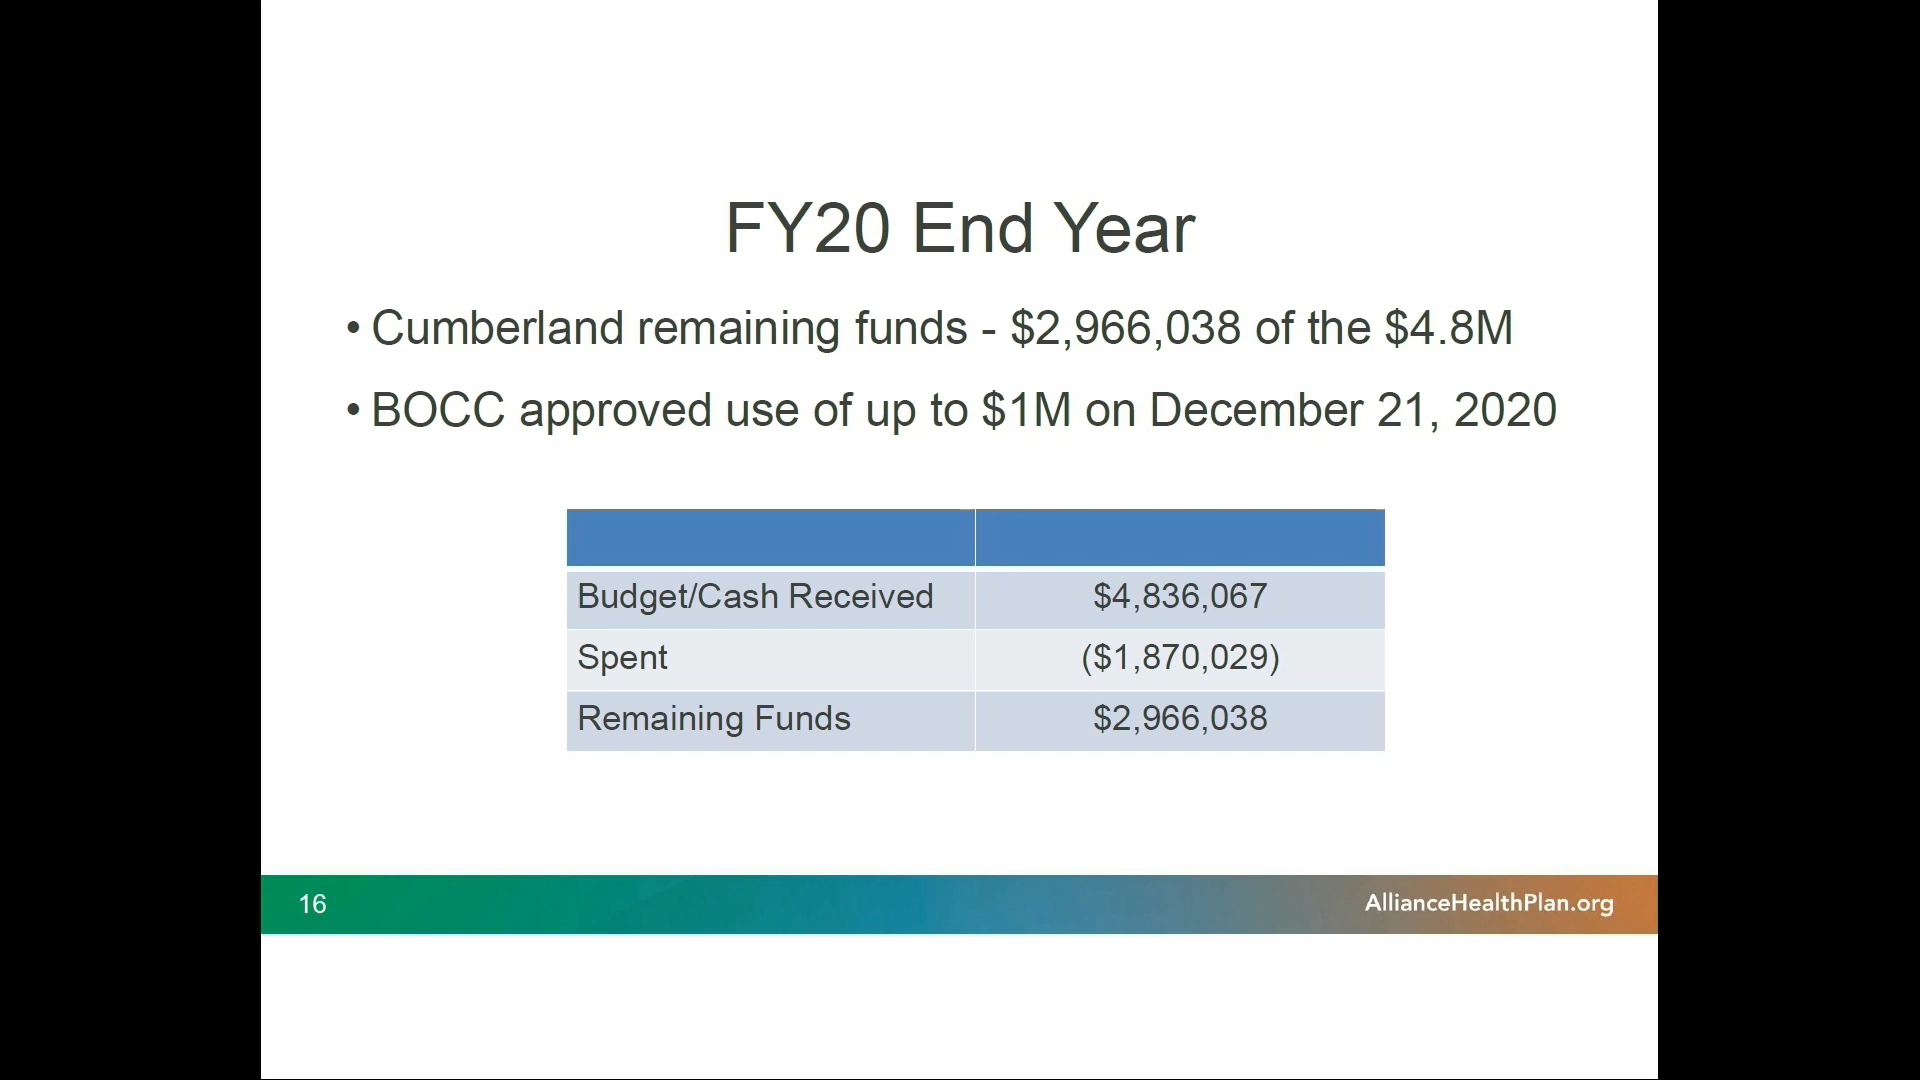 FY20 End Year
• Cumberland remaining funds - $2,966,038 of the $4.8M
• BOCC approved use of up to $1M on December 21, 2020
Budget/Cash Received $4,836,067
Spent ($1,870,029)
Remaining Funds $2,966,038
16 AllianceHealthPlan.org